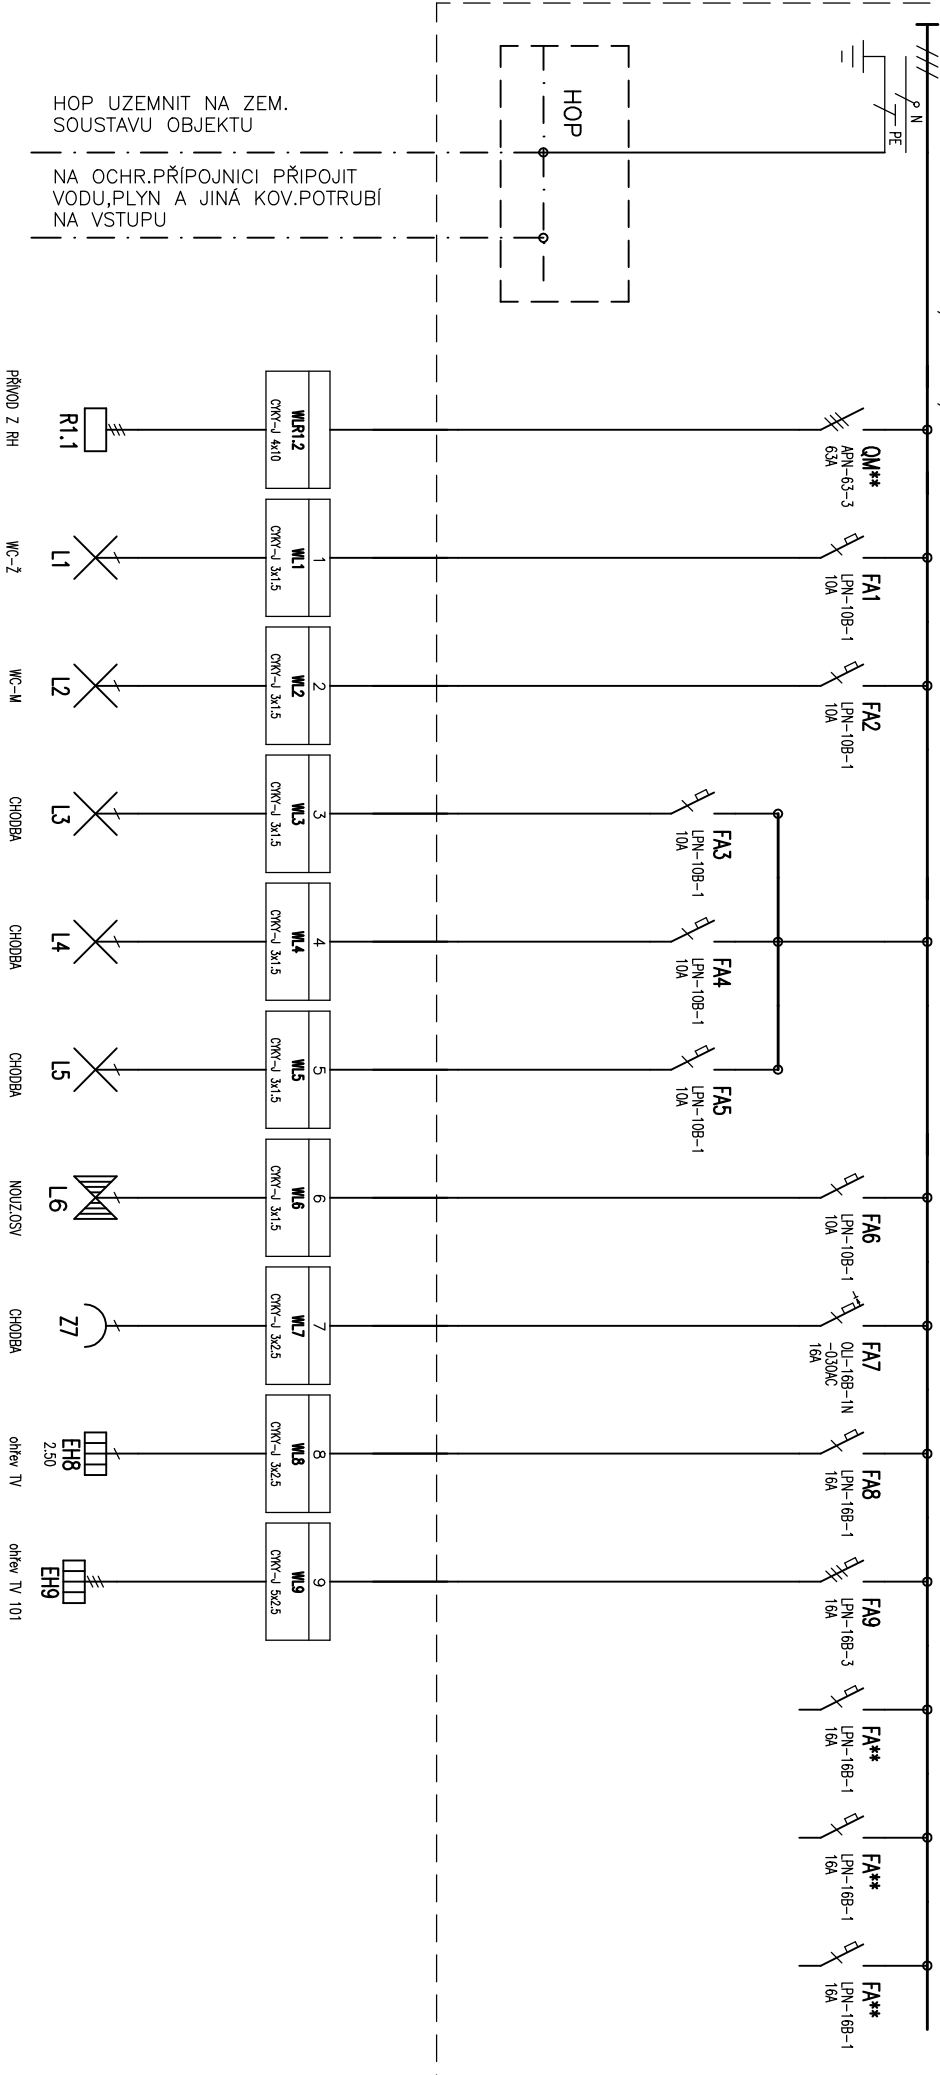 N
PE
HOP
HOP UZEMNIT NA ZEM.
SOUSTAVU OBJEKTU
NA OCHR.PŘÍPOJNICI PŘIPOJIT
VODU,PLYN A JINÁ KOV.POTRUBÍ
NA VSTUPU
QM**
APN-63-3
63A
WLR1.2
CYKY-J 4x10
R1.1
PŘÍVOD Z RH
FA1
LPN-10B-1
10A
1
WL1
CYKY-J 3x1.5
L1
WC-Ž
FA2
LPN-10B-1
10A
2
WL2
CYKY-J 3x1.5
L2
WC-M
FA3
LPN-10B-1
10A
3
WL3
CYKY-J 3x1.5
L3
CHODBA
FA4
LPN-10B-1
10A
4
WL4
CYKY-J 3x1.5
L4
CHODBA
FA5
LPN-10B-1
10A
5
WL5
CYKY-J 3x1.5
L5
CHODBA
FA6
LPN-10B-1
10A
6
WL6
CYKY-J 3x1.5
L6
NOUZ.OSV
FA7
OLI-16B-1N
-030AC
16A
7
WL7
CYKY-J 3x2.5
Z7
CHODBA
FA8
LPN-16B-1
16A
8
WL8
CYKY-J 3x2.5
EH8
2.50
ohřev TV
FA9
LPN-16B-3
16A
9
WL9
CYKY-J 5x2.5
EH9
ohřev TV 101
FA**
LPN-16B-1
16A
FA**
LPN-16B-1
16A
FA**
LPN-16B-1
16A